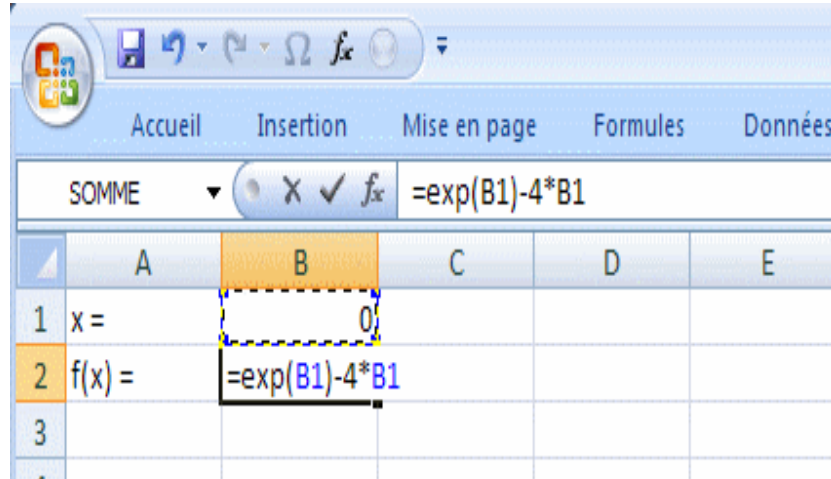 Accueil Insertion Mise en page Formules Données
SOMME fx =exp(B1)-4*B1
A B C D E
1 x = 0
2 f(x) = =exp(B1)-4*B1
3